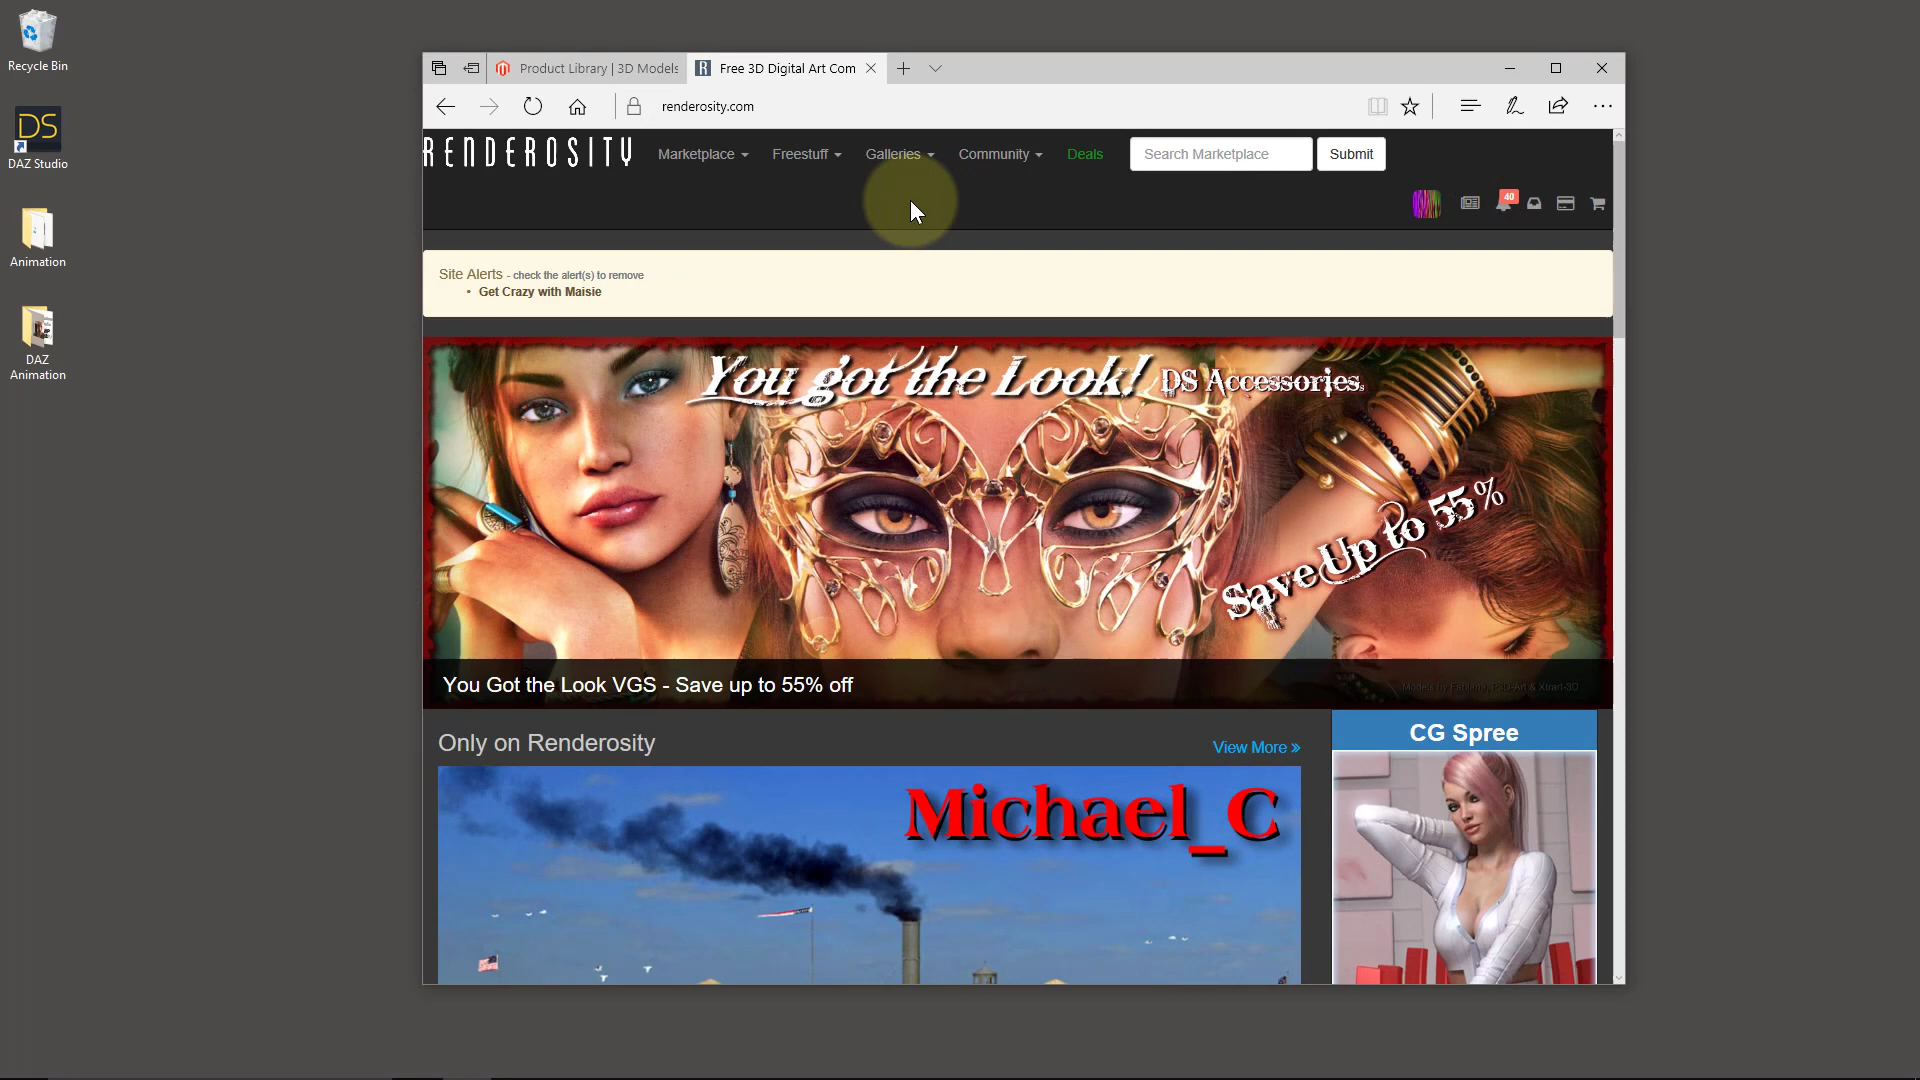 Recycle Bin
DAZ Studio
Animation
DAZ
Animation
Product Library | 3D Models
Free 3D Digital Art Com
renderosity.com
RENDEROSITY
Marketplace
Freestuff
Galleries
Community
Deals
Search Marketplace
Submit
40
Site Alerts - check the alert(s) to remove
• Get Crazy with Maisie
You got the Look! DS Accessories.
Save Up to 55%
You Got the Look VGS - Save up to 55% off
Only on Renderosity
View More »
CG Spree
Michael_C
DS